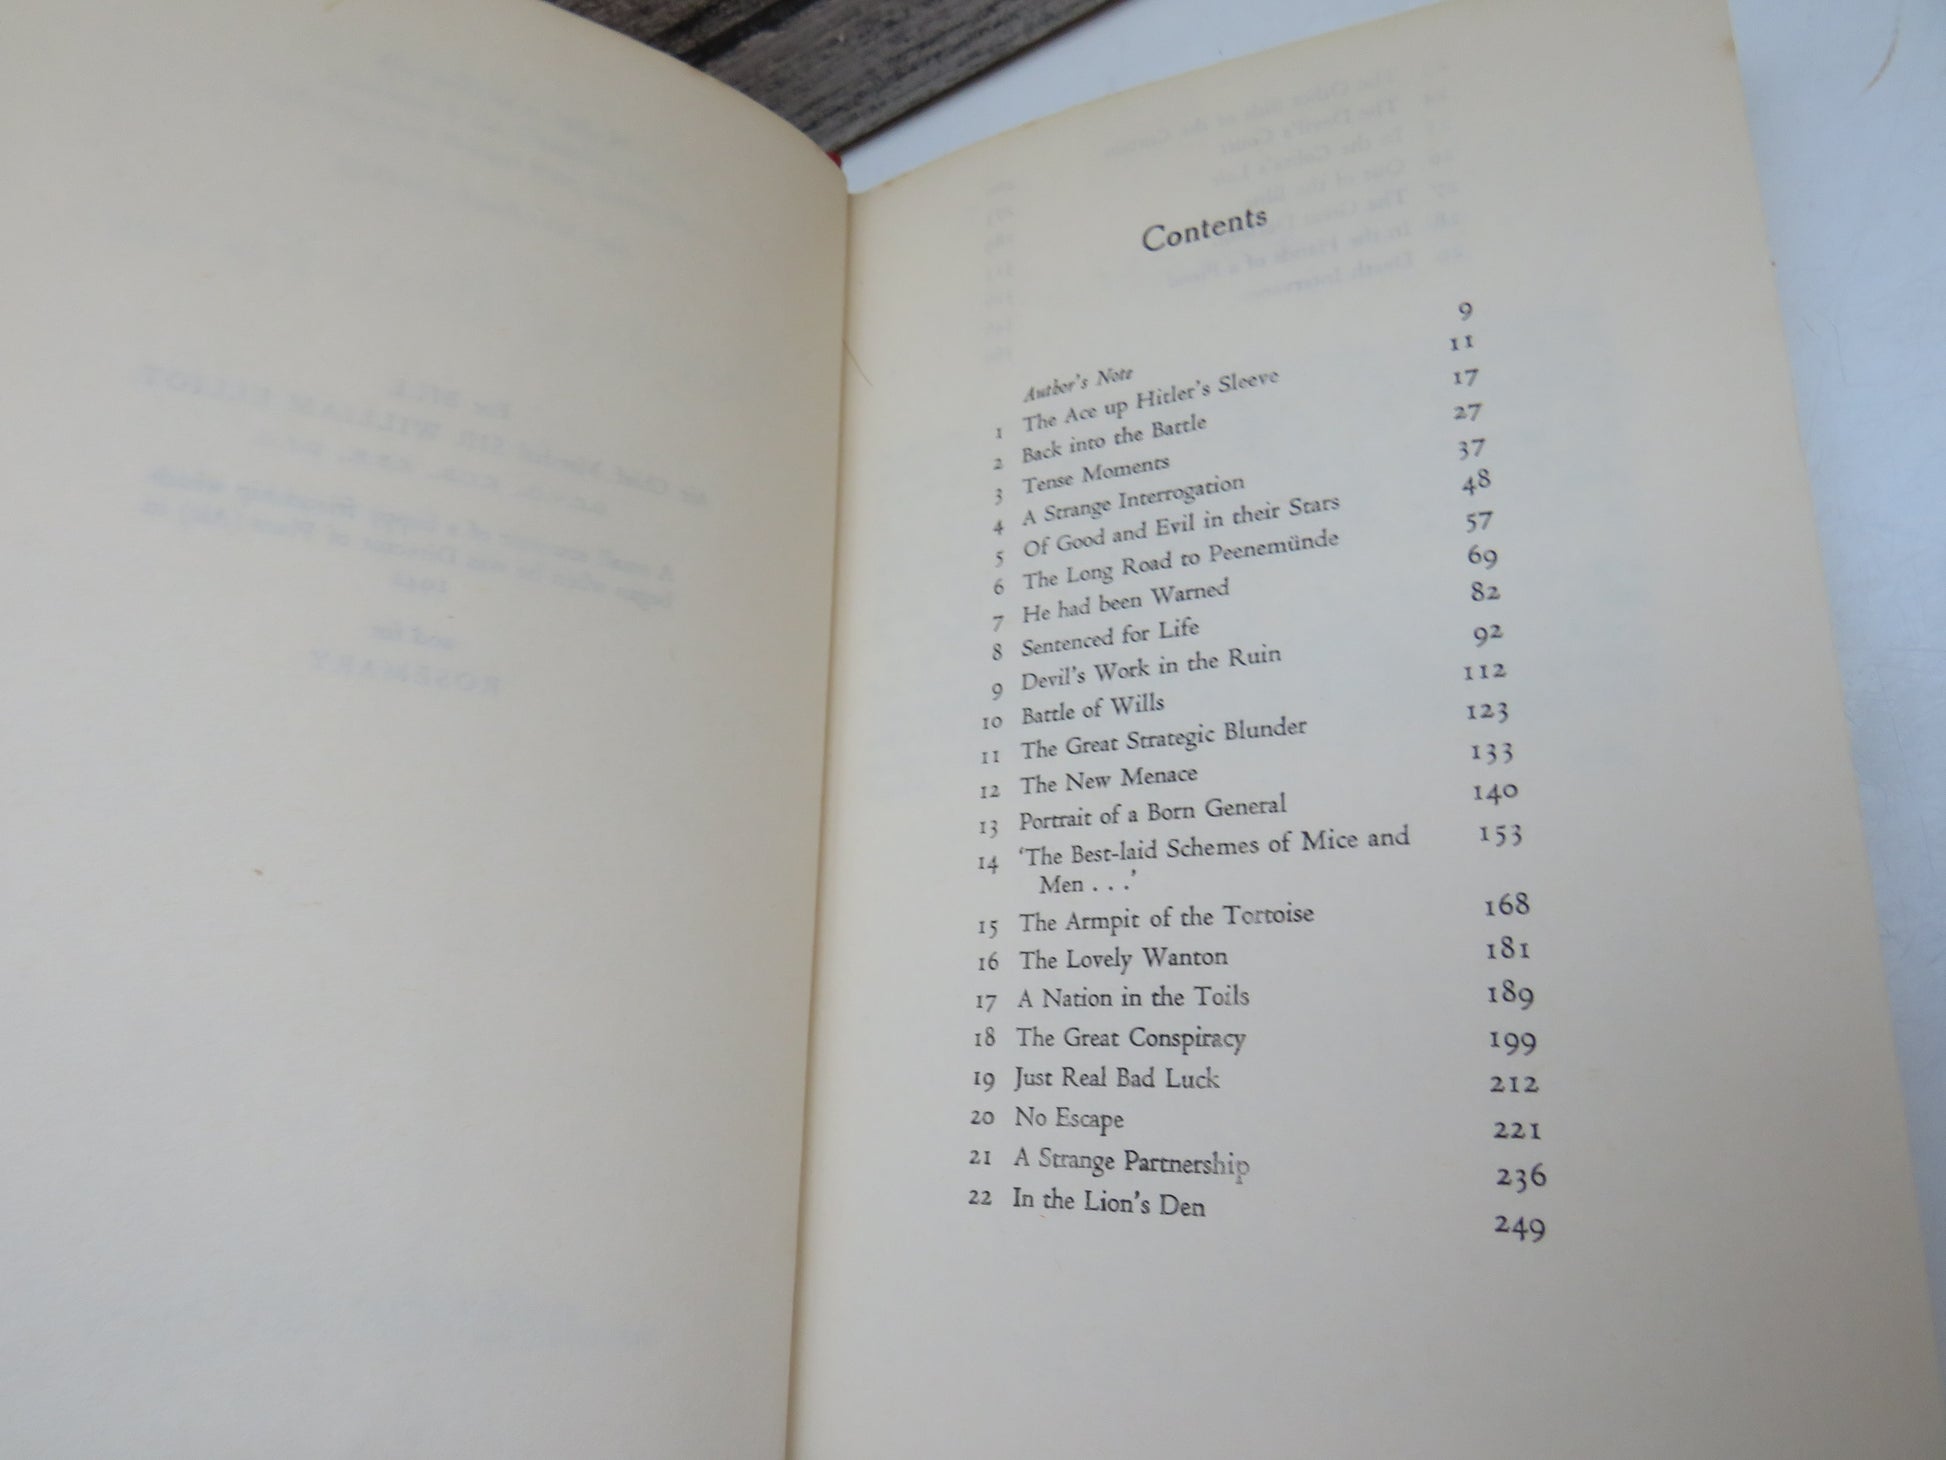 Contents
Author's Note 9
1 The Ace up Hitler's Sleeve 11
2 Back into the Battle 17
3 Tense Moments 27
4 A Strange Interrogation 37
5 Of Good and Evil in their Stars 48
6 The Long Road to Peenemünde 57
7 He had been Warned 69
8 Sentenced for Life 82
9 Devil's Work in the Ruin 92
10 Battle of Wills 112
11 The Great Strategic Blunder 123
12 The New Menace 133
13 Portrait of a Born General 140
14 'The Best-laid Schemes of Mice and 153
Men . . .'
15 The Armpit of the Tortoise 168
16 The Lovely Wanton 181
17 A Nation in the Toils 189
18 The Great Conspiracy 199
19 Just Real Bad Luck 212
20 No Escape 221
21 A Strange Partnership 236
22 In the Lion's Den 249